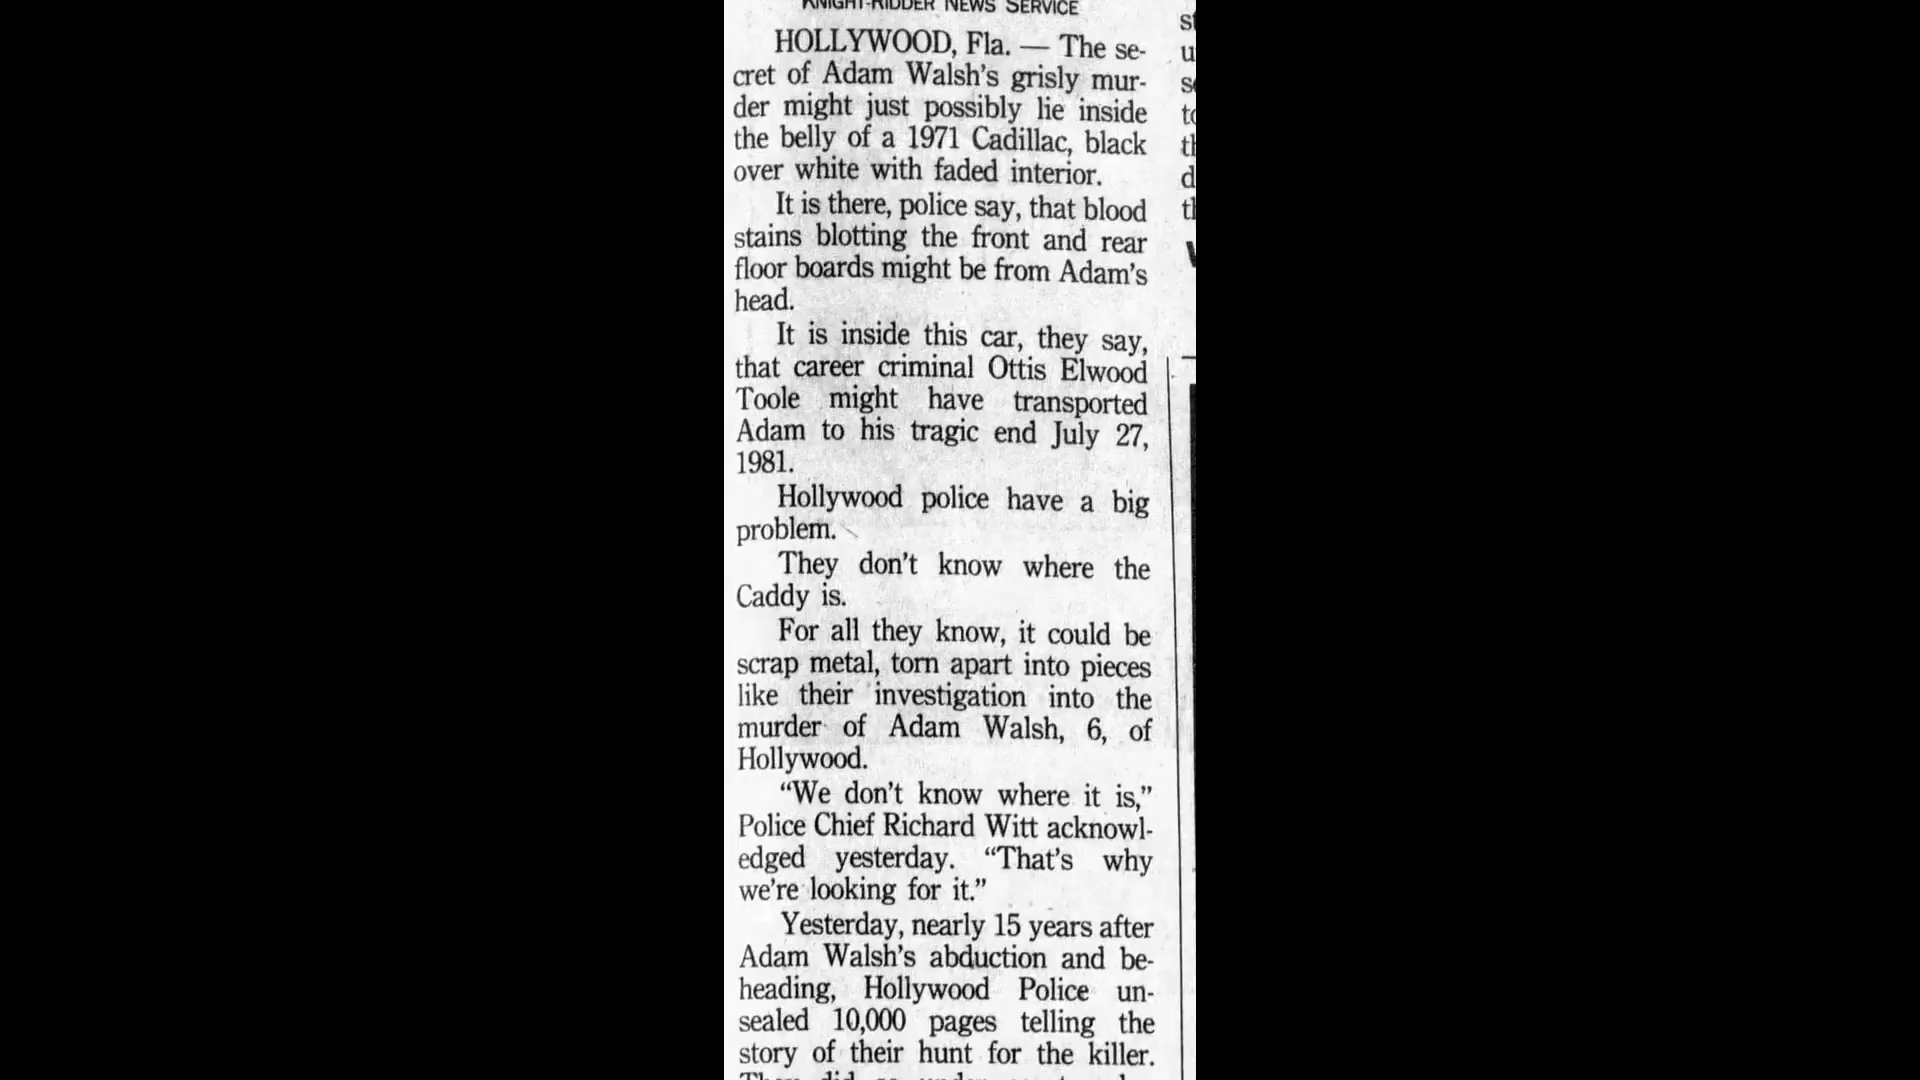 KNIGHT-RIDDER NEWS SERVICE
HOLLYWOOD, Fla. — The se-
cret of Adam Walsh's grisly mur-
der might just possibly lie inside
the belly of a 1971 Cadillac, black
over white with faded interior.
It is there, police say, that blood
stains blotting the front and rear
floor boards might be from Adam's
head.
It is inside this car, they say,
that career criminal Ottis Elwood
Toole might have transported
Adam to his tragic end July 27,
1981.
Hollywood police have a big
problem.
They don't know where the
Caddy is.
For all they know, it could be
scrap metal, torn apart into pieces
like their investigation into the
murder of Adam Walsh, 6, of
Hollywood.
“We don't know where it is,”
Police Chief Richard Witt acknowl-
edged yesterday. “That's why
we're looking for it.”
Yesterday, nearly 15 years after
Adam Walsh's abduction and be-
heading, Hollywood Police un-
sealed 10,000 pages telling the
story of their hunt for the killer.